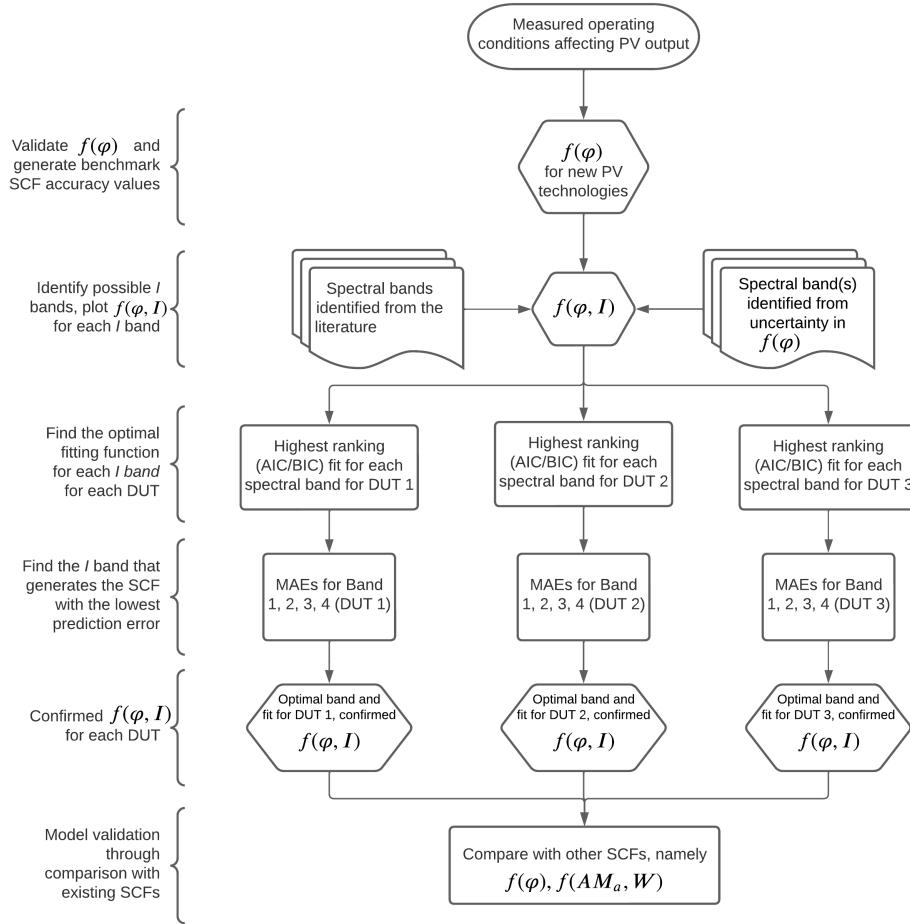 Measured operating
conditions affecting PV output
Validate f(φ) and
generate benchmark
SCF accuracy values
f(φ)
for new PV
technologies
Identify possible I
bands, plot f(φ, I)
for each I band
Spectral bands
identified from the
literature
f(φ, I)
Spectral band(s)
identified from
uncertainty in
f(φ)
Find the optimal
fitting function
for each I band
for each DUT
Highest ranking
(AIC/BIC) fit for each
spectral band for DUT 1
Highest ranking
(AIC/BIC) fit for each
spectral band for DUT 2
Highest ranking
(AIC/BIC) fit for each
spectral band for DUT 3
Find the I band that
generates the SCF
with the lowest
prediction error
MAEs for Band
1, 2, 3, 4 (DUT 1)
MAEs for Band
1, 2, 3, 4 (DUT 2)
MAEs for Band
1, 2, 3, 4 (DUT 3)
Confirmed f(φ, I)
for each DUT
Optimal band and
fit for DUT 1, confirmed
f(φ, I)
Optimal band and
fit for DUT 2, confirmed
f(φ, I)
Optimal band and
fit for DUT 3, confirmed
f(φ, I)
Model validation
through
comparison with
existing SCFs
Compare with other SCFs, namely
f(φ), f(AMₐ, W)